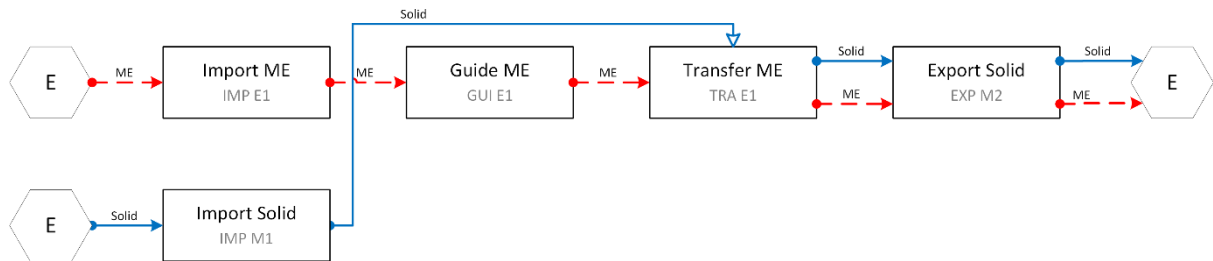 Solid
E
ME
Import ME
IMP E1
ME
Guide ME
GUI E1
ME
Transfer ME
TRA E1
Solid
ME
Export Solid
EXP M2
Solid
ME
E
E
Solid
Import Solid
IMP M1